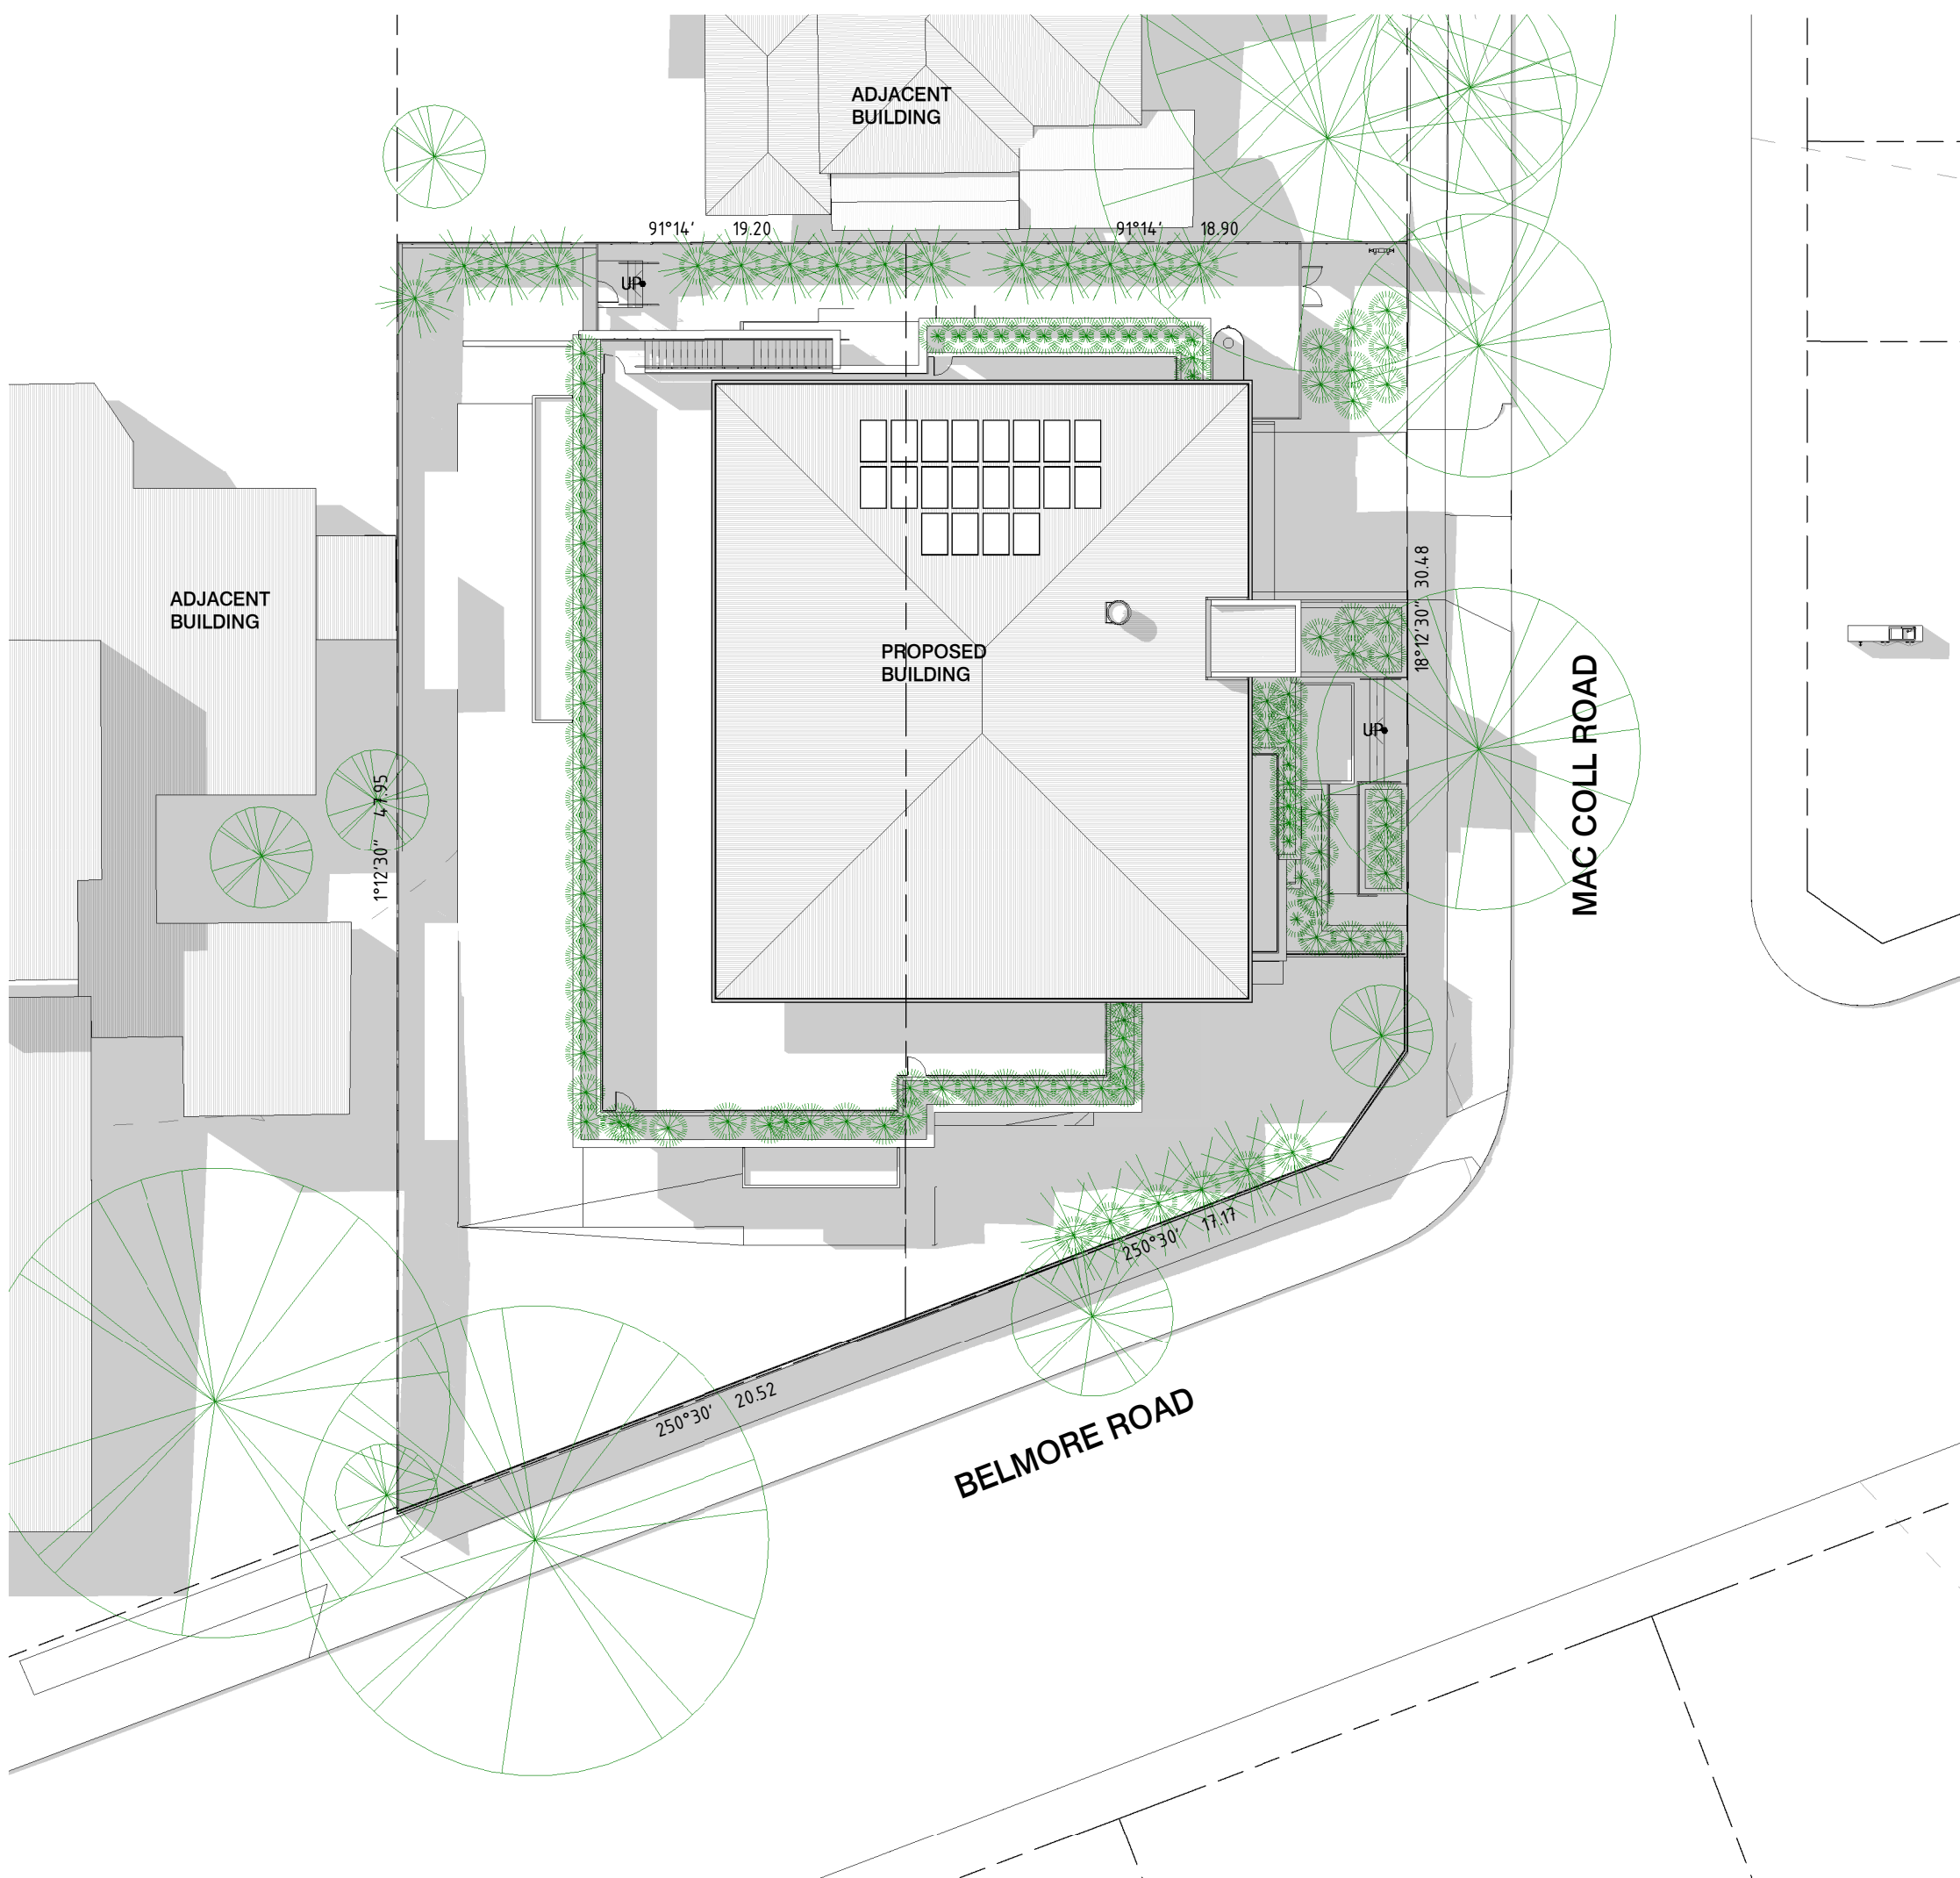 ADJACENT
BUILDING
91°14' 19.20
91°14' 18.90
UP
ADJACENT
BUILDING
PROPOSED
BUILDING
18°12'30" 30.48
UP
MAC COLL ROAD
1°12'30" 47.95
250°30' 17.17
250°30' 20.52
BELMORE ROAD